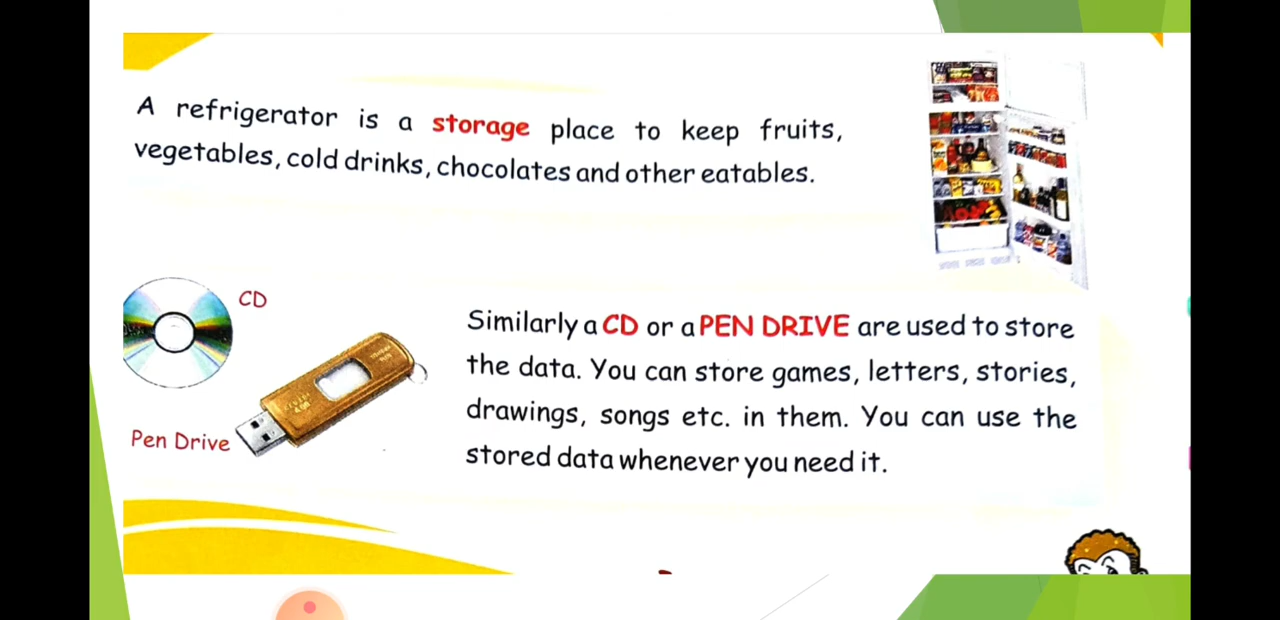 A refrigerator is a storage place to keep fruits,
vegetables, cold drinks, chocolates and other eatables.
CD
Similarly a CD or a PEN DRIVE are used to store
the data. You can store games, letters, stories,
drawings, songs etc. in them. You can use the
stored data whenever you need it.
Pen Drive